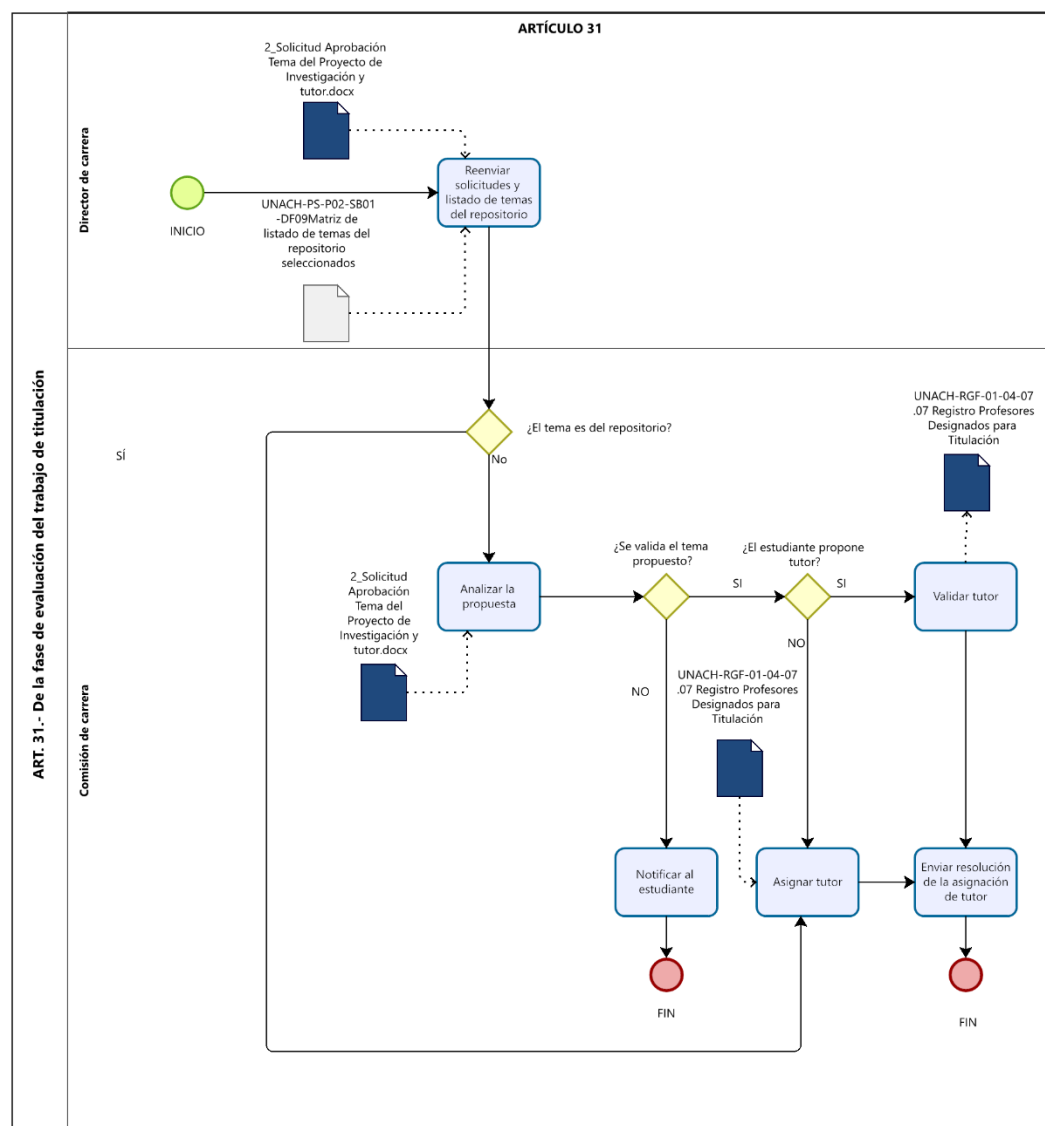 ARTÍCULO 31
ART. 31.- De la fase de evaluación del trabajo de titulación
Director de carrera
2_Solicitud Aprobación
Tema del Proyecto de
Investigación y
tutor.docx
Reenviar
solicitudes y
listado de temas
del repositorio
INICIO
UNACH-PS-P02-SB01
-DF09Matriz de
listado de temas del
repositorio
seleccionados
Comisión de carrera
¿El tema es del repositorio?
SÍ
No
UNACH-RGF-01-04-07
.07 Registro Profesores
Designados para
Titulación
2_Solicitud
Aprobación
Tema del
Proyecto de
Investigación y
tutor.docx
Analizar la
propuesta
¿Se valida el tema
propuesto?
SI
¿El estudiante propone
tutor?
SI
Validar tutor
NO
NO
UNACH-RGF-01-04-07
.07 Registro Profesores
Designados para
Titulación
Notificar al
estudiante
Asignar tutor
Enviar resolución
de la asignación
de tutor
FIN
FIN